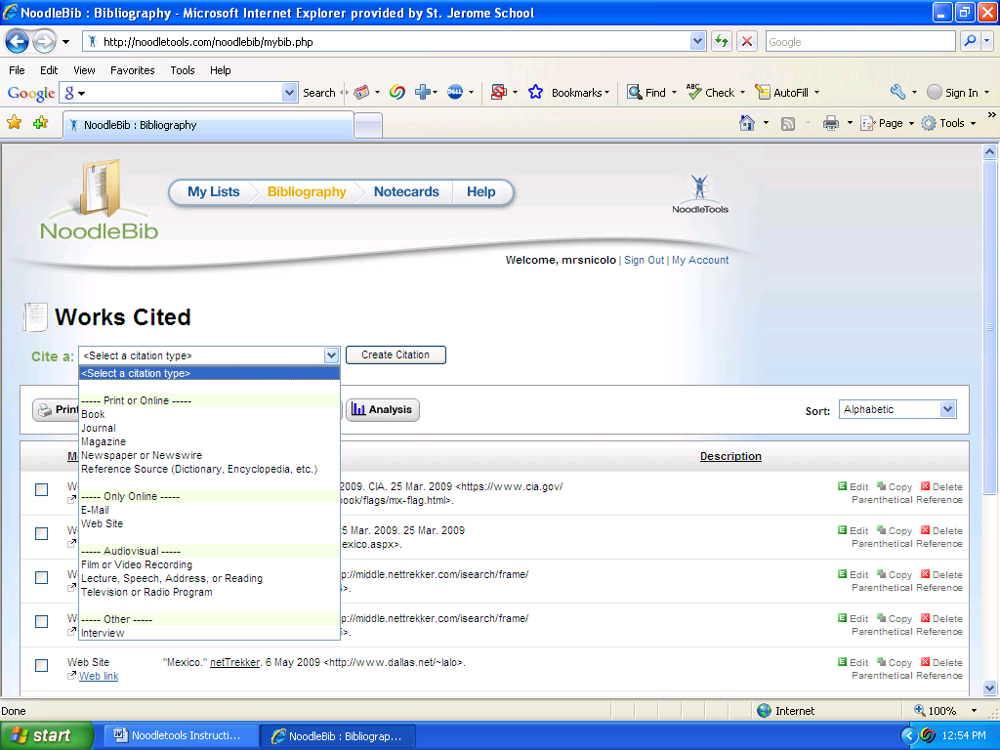 NoodleBib : Bibliography - Microsoft Internet Explorer provided by St. Jerome School
http://noodletools.com/noodlebib/mybib.php
Google
File Edit View Favorites Tools Help
Google g Search Bookmarks Find ABC Check AutoFill Sign In
NoodleBib : Bibliography Page Tools »
NoodleBib
My Lists Bibliography Notecards Help
NoodleTools
Welcome, mrsnicolo | Sign Out | My Account
Works Cited
Cite a: <Select a citation type> Create Citation
<Select a citation type>
----- Print or Online -----
Book
Journal
Magazine
Newspaper or Newswire
Reference Source (Dictionary, Encyclopedia, etc.)
----- Only Online -----
E-Mail
Web Site
----- Audiovisual -----
Film or Video Recording
Lecture, Speech, Address, or Reading
Television or Radio Program
----- Other -----
Interview
Print Analysis Sort: Alphabetic
Description
2009. CIA. 25 Mar. 2009 <https://www.cia.gov/ Edit Copy Delete
ook/flags/mx-flag.html>. Parenthetical Reference
25 Mar. 2009. 25 Mar. 2009 Edit Copy Delete
exico.aspx>. Parenthetical Reference
p://middle.nettrekker.com/isearch/frame/ Edit Copy Delete
>. Parenthetical Reference
p://middle.nettrekker.com/isearch/frame/ Edit Copy Delete
>. Parenthetical Reference
Web Site "Mexico." netTrekker. 6 May 2009 <http://www.dallas.net/~lalo>. Edit Copy Delete
Web link Parenthetical Reference
Done Internet 100%
start Noodletools Instructi... NoodleBib : Bibliograp... 12:54 PM